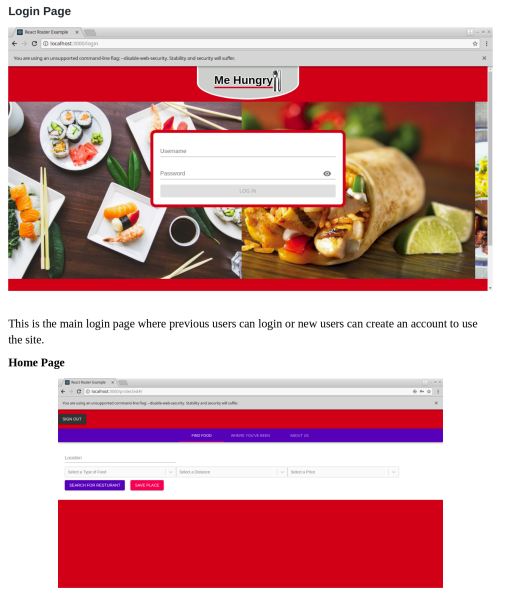 Login Page
React Router Example
localhost:3000/login
You are using an unsupported command-line flag: --disable-web-security. Stability and security will suffer.
Me Hungry
Username
Password
LOG IN
This is the main login page where previous users can login or new users can create an account to use
the site.
Home Page
React Router Example
You are using an unsupported command-line flag: --disable-web-security. Stability and security will suffer.
SIGN OUT
FIND FOOD WHERE YOU'VE BEEN ABOUT US
Location
Select a Type of Food Select a Distance Select a Price
SEARCH FOR RESTURANT SAVE PLACE